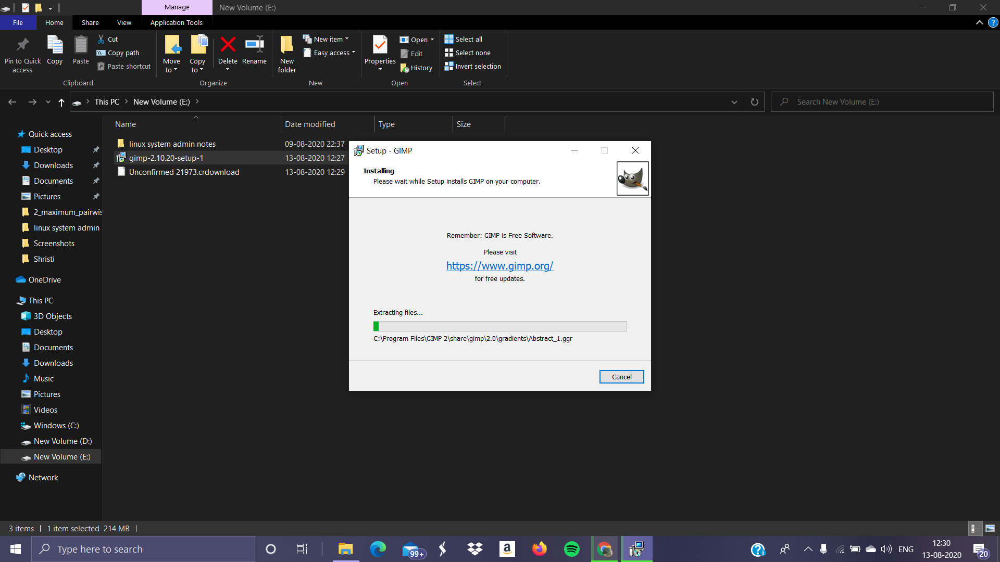 Manage
New Volume (E:)
File
Home
Share
View
Application Tools
Pin to Quick access
Copy
Paste
Cut
Copy path
Paste shortcut
Clipboard
Move to
Copy to
Delete
Rename
Organize
New folder
New item
Easy access
New
Properties
Open
Edit
History
Open
Select all
Select none
Invert selection
Select
This PC
New Volume (E:)
Search New Volume (E:)
Name
Date modified
Type
Size
linux system admin notes 09-08-2020 22:37
gimp-2.10.20-setup-1 13-08-2020 12:27
Unconfirmed 21973.crdownload 13-08-2020 12:29
Quick access
Desktop
Downloads
Documents
Pictures
2_maximum_pairwis
linux system admin
Screenshots
Shristi
OneDrive
This PC
3D Objects
Desktop
Documents
Downloads
Music
Pictures
Videos
Windows (C:)
New Volume (D:)
New Volume (E:)
Network
Setup - GIMP
Installing
Please wait while Setup installs GIMP on your computer.
Remember: GIMP is Free Software.
Please visit
https://www.gimp.org/
for free updates.
Extracting files...
C:\Program Files\GIMP 2\share\gimp\2.0\gradients\Abstract_1.ggr
Cancel
3 items
1 item selected 214 MB
Type here to search
99+
a
ENG
12:30
13-08-2020
20